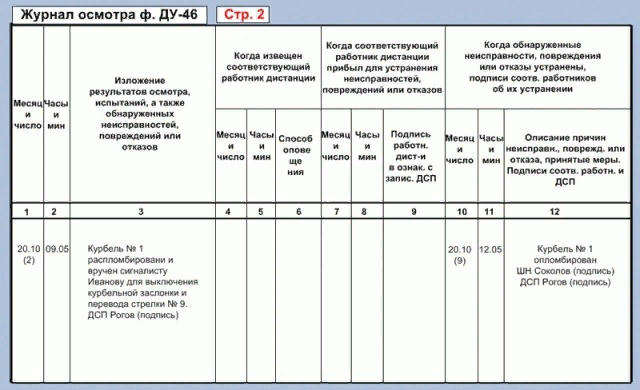 Журнал осмотра ф. ДУ-46
Стр. 2
Месяц
и
число
Часы
и
мин
Изложение
результатов осмотра,
испытаний, а также
обнаруженных
неисправностей,
повреждений или
отказов
Когда извещен
соответствующий
работник дистанции
Месяц
и
число
Часы
и
мин
Способ
опове
ще
ния
Когда соответствующий
работник дистанции
прибыл для устранения
неисправностей,
повреждений или отказов
Месяц
и
число
Часы
и
мин
Подпись
работн.
дист-и
в ознак. с
запис. ДСП
Когда обнаруженные
неисправности, повреждения
или отказы устранены,
подписи соотв. работников
об их устранении
Месяц
и
число
Часы
и
мин
Описание причин
неисправн., поврежд. или
отказа, принятые меры.
Подписи соотв. работн. и
ДСП
1 2 3 4 5 6 7 8 9 10 11 12
20.10
(2)
09.05
Курбель № 1
распломбировани и
вручен сигналисту
Иванову для выключения
курбельной заслонки и
перевода стрелки № 9.
ДСП Рогов (подпись)
20.10
(9)
12.05
Курбель № 1
опломбирован
ШН Соколов (подпись)
ДСП Рогов (подпись)